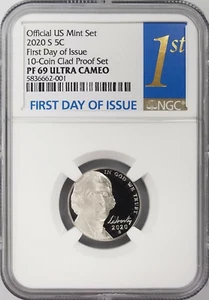 Official US Mint Set
2020 S 5C
First Day of Issue
10-Coin Clad Proof Set
PF 69 ULTRA CAMEO
5836662-001
1st
FIRST DAY OF ISSUE
NGC
IN GOD WE TRUST
Liberty
2020
S